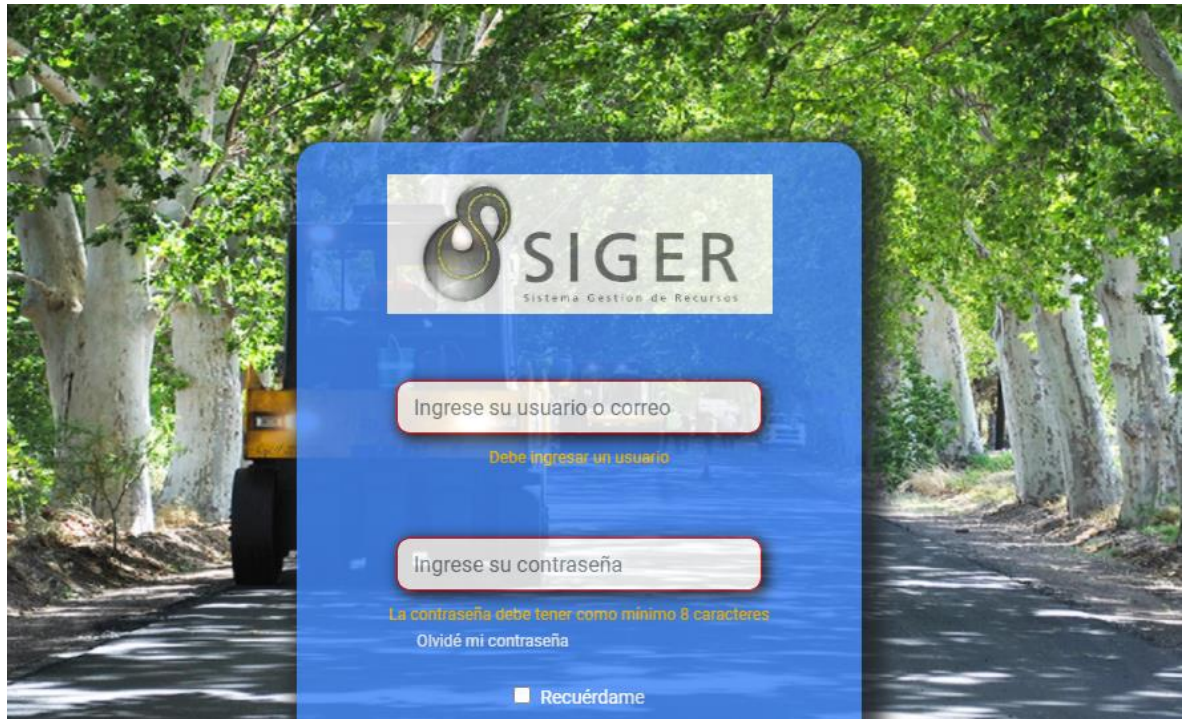 SIGER
Sistema Gestion de Recursos
Ingrese su usuario o correo
Debe ingresar un usuario
Ingrese su contraseña
La contraseña debe tener como mínimo 8 caracteres
Olvidé mi contraseña
Recuérdame